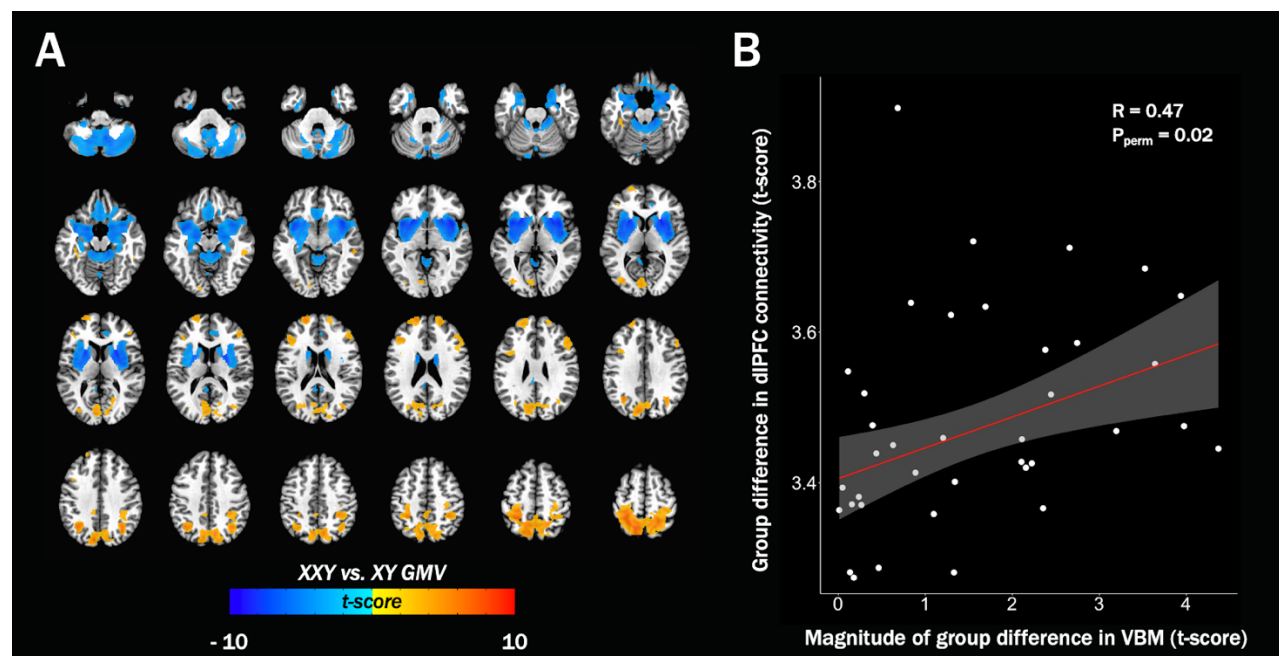 A
XXY vs. XY GMV
t-score
- 10
10
B
R = 0.47
Pperm = 0.02
Group difference in dlPFC connectivity (t-score)
3.8
3.6
3.4
0
1
2
3
4
Magnitude of group difference in VBM (t-score)